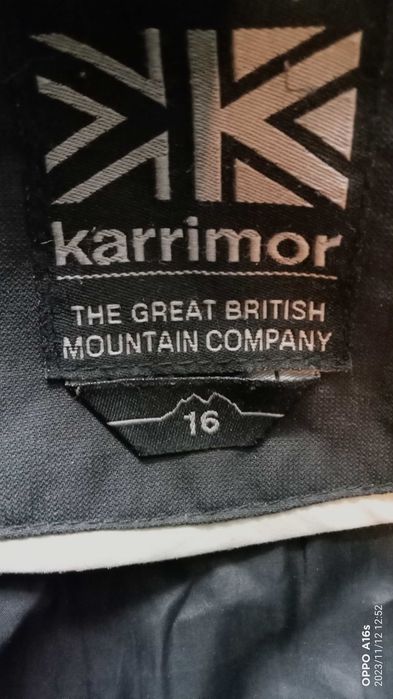 karrimor
THE GREAT BRITISH
MOUNTAIN COMPANY
16
OPPO A16s
2023/11/12 12:52